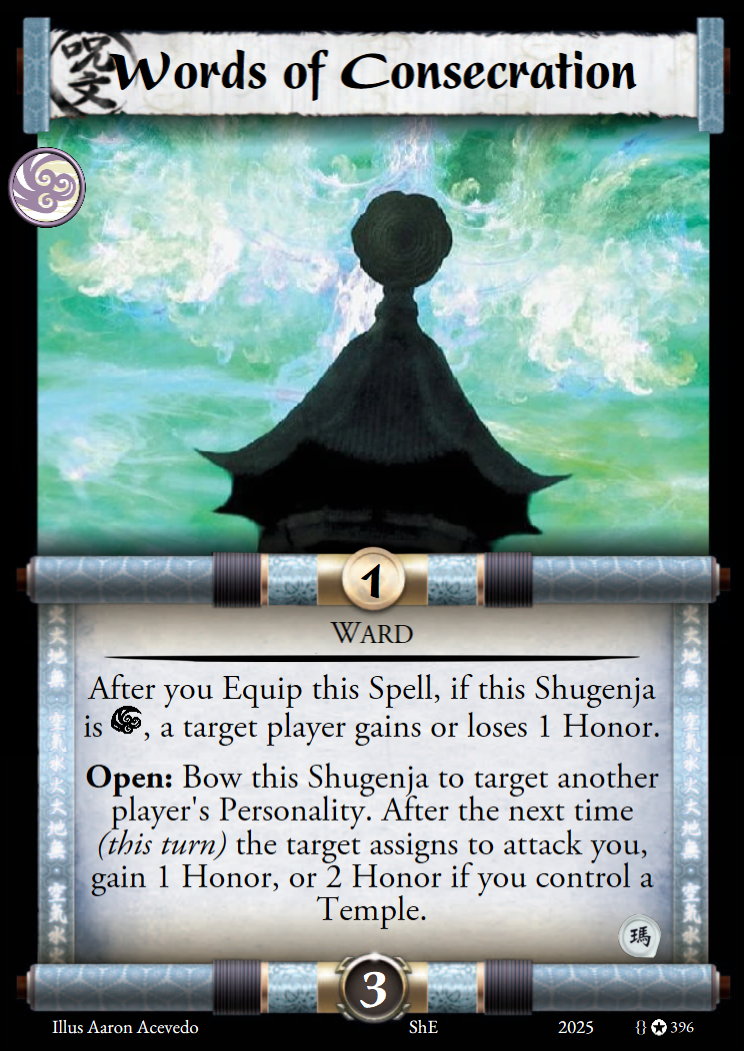 呪文
Words of Consecration
1
Ward
After you Equip this Spell, if this Shugenja
is , a target player gains or loses 1 Honor.
Open: Bow this Shugenja to target another
player's Personality. After the next time
(this turn) the target assigns to attack you,
gain 1 Honor, or 2 Honor if you control a
Temple.
瑪
3
Illus Aaron Acevedo ShE 2025 {} 396